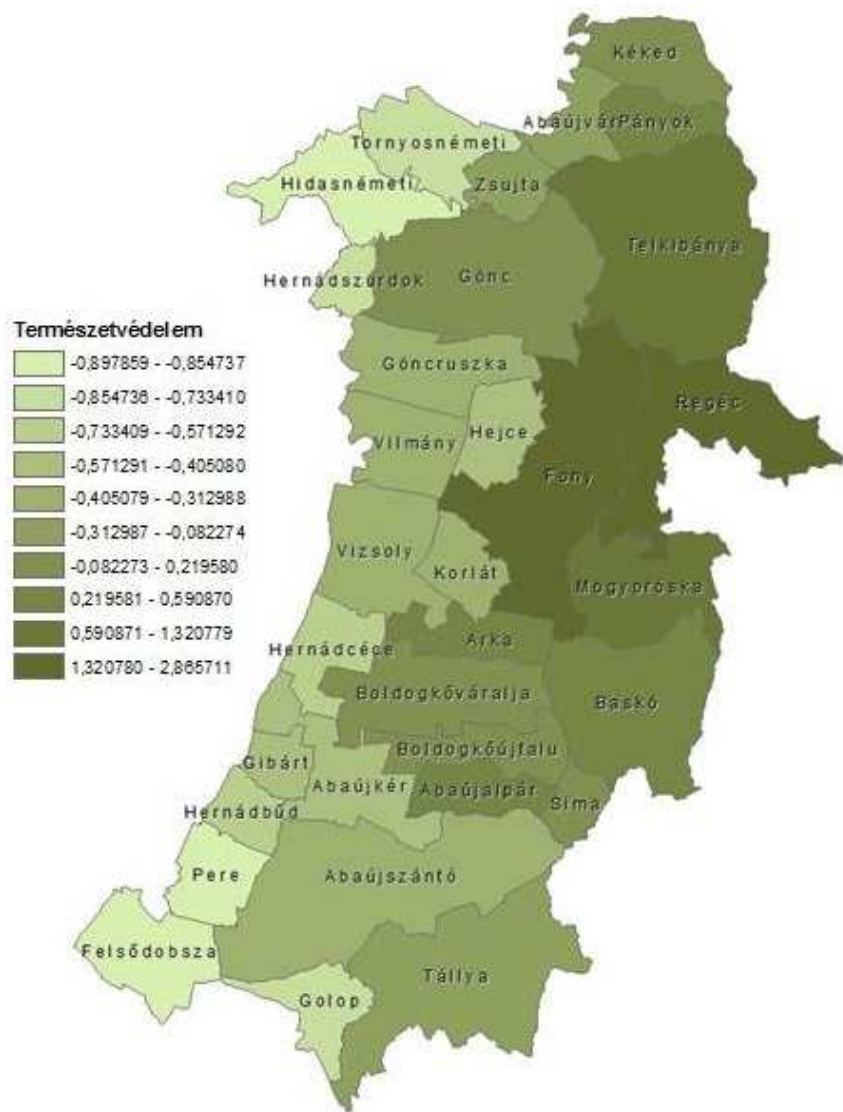 Kéked
Abaújvár
Pányok
Tornyosnémeti
Zsujta
Hidasnémeti
Telkibánya
Hernádszurdok
Gönc
Természetvédelem
-0,897859 - -0,854737
-0,854736 - -0,733410
-0,733409 - -0,571292
-0,571291 - -0,405080
-0,405079 - -0,312988
-0,312987 - -0,082274
-0,082273 - 0,219580
0,219581 - 0,590870
0,590871 - 1,320779
1,320780 - 2,865711
Göncruszka
Regéc
Hejce
Vilmány
Fony
Vizsoly
Korlát
Mogyoróska
Arka
Hernádcéce
Boldogkőváralja
Baskó
Boldogkőújfalu
Gibárt
Abaújkér
Abaújalpár
Sima
Hernádbűd
Pere
Abaújszántó
Felsődobsza
Tállya
Golop